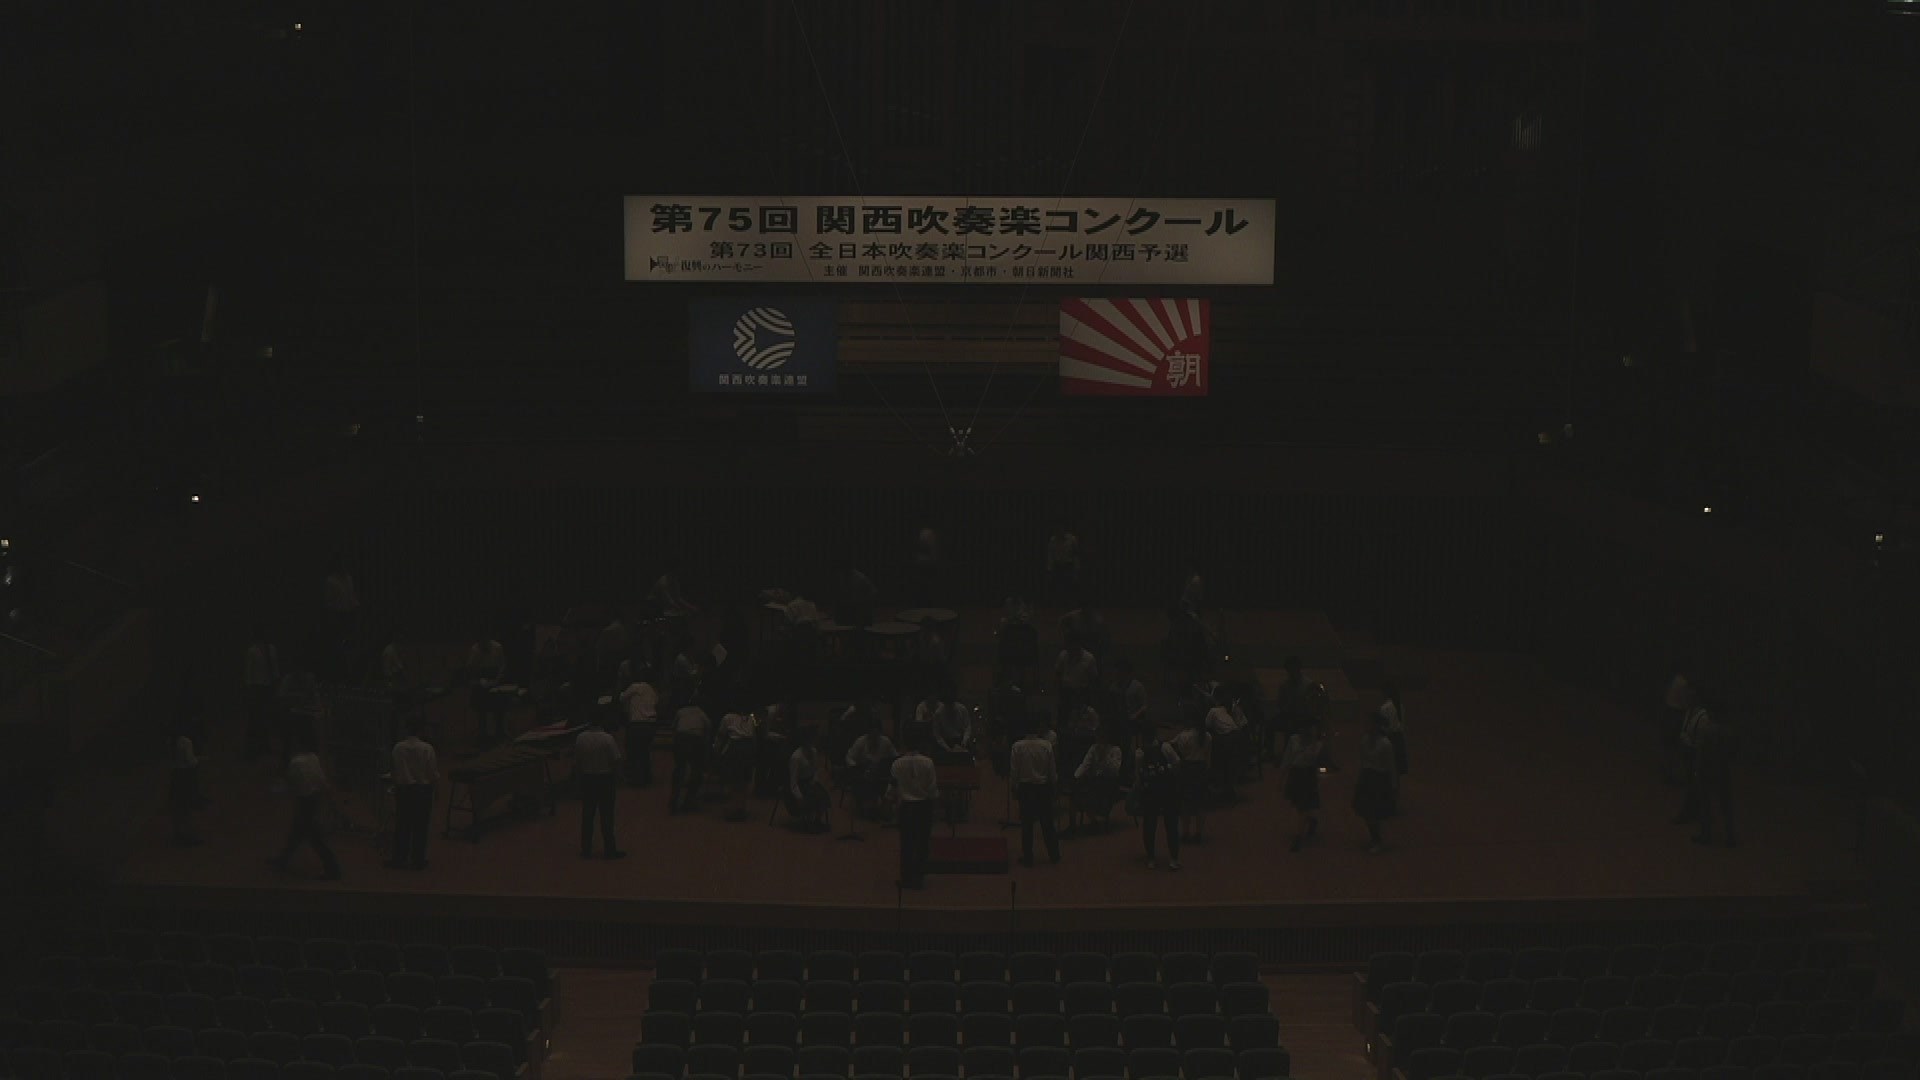 第75回 関西吹奏楽コンクール
第73回 全日本吹奏楽コンクール関西予選
復興のハーモニー
主催 関西吹奏楽連盟・京都市・朝日新聞社
関西吹奏楽連盟
朝